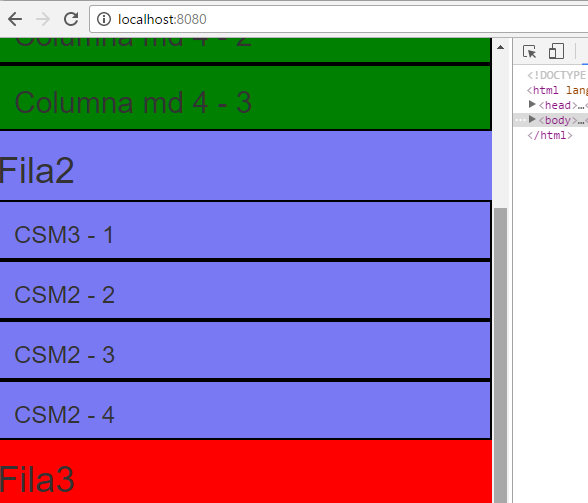 localhost:8080
Columna md 4 - 2
Columna md 4 - 3
Fila2
CSM3 - 1
CSM2 - 2
CSM2 - 3
CSM2 - 4
Fila3
<!DOCTYPE
<html lang
<head>…<
<body>…<
</html>